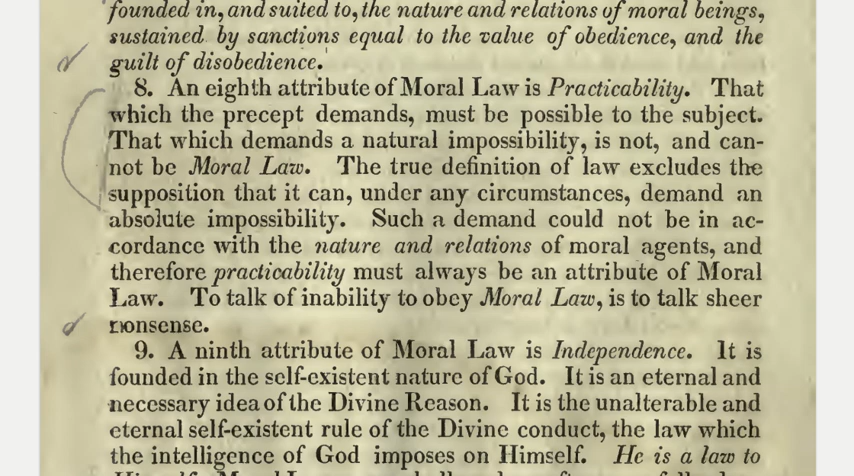 founded in, and suited to, the nature and relations of moral beings,
sustained by sanctions equal to the value of obedience, and the
guilt of disobedience.
8. An eighth attribute of Moral Law is Practicability. That
which the precept demands, must be possible to the subject.
That which demands a natural impossibility, is not, and can-
not be Moral Law. The true definition of law excludes the
supposition that it can, under any circumstances, demand an
absolute impossibility. Such a demand could not be in ac-
cordance with the nature and relations of moral agents, and
therefore practicability must always be an attribute of Moral
Law. To talk of inability to obey Moral Law, is to talk sheer
nonsense.
9. A ninth attribute of Moral Law is Independence. It is
founded in the self-existent nature of God. It is an eternal and
necessary idea of the Divine Reason. It is the unalterable and
eternal self-existent rule of the Divine conduct, the law which
the intelligence of God imposes on Himself. He is a law to